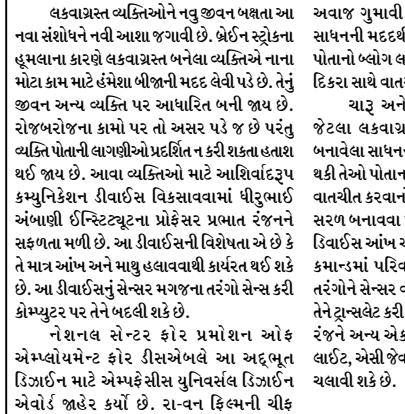 લકવાગ્રસ્ત વ્યક્તિઓને નવુ જીવન બક્ષતા આ
નવા સંશોધને નવી આશા જગાવી છે. બ્રેઈન સ્ટ્રોકના
હૂમલાના કારણે લકવાગ્રસ્ત બનેલા વ્યક્તિએ નાના
મોટા કામ માટે હંમેશા બીજાની મદદ લેવી પડે છે. તેનું
જીવન અન્ય વ્યક્તિ પર આધારિત બની જાય છે.
રોજબરોજના કામો પર તો અસર પડે જ છે પરંતુ
વ્યક્તિ પોતાની લાગણીઓ પ્રદર્શિત ન કરી શકતા હતાશ
થઈ જાય છે. આવા વ્યક્તિઓ માટે આશિર્વાદરૂપ
કમ્યુનિકેશન ડીવાઈસ વિકસાવવામાં ધીરુભાઈ
અંબાણી ઈન્સ્ટિટ્યૂટના પ્રોફેસર પ્રભાત રંજનને
સફળતા મળી છે. આ ડીવાઈસની વિશેષતા એ છે કે
તે માત્ર આંખ અને માથુ હલાવવાથી કાર્યરત થઈ શકે
છે. આ ડીવાઈસનું સેન્સર મગજના તરંગો સેન્સ કરી
કોમ્પ્યુટર પર તેને બદલી શકે છે.
નેશનલ સેન્ટર ફોર પ્રમોશન ઓફ
એમ્પ્લોયમેન્ટ ફોર ડીસએબલે આ અદ્ભૂત
ડિઝાઈન માટે એમ્પફેસીસ યુનિવર્સલ ડિઝાઈન
એવોર્ડ જાહેર કર્યો છે. રા-વન ફિલ્મની ચીફ
અવાજ ગુમાવી
સાધનની મદદથી
પોતાનો બ્લોગ લ
દિકરા સાથે વાત
ચારૂ અને
જેટલા લકવાગ્ર
બનાવેલા સાધન
થકી તેઓ પોતાન
વાતચીત કરવાનો
સરળ બનાવવા
ડિવાઈસ આંખ
કમાન્ડમાં પરિવ
તરંગોને સેન્સર
તેને ટ્રાન્સલેટ કરી
રંજને અન્ય એક
લાઈટ, એસી જેવ
ચલાવી શકે છે.